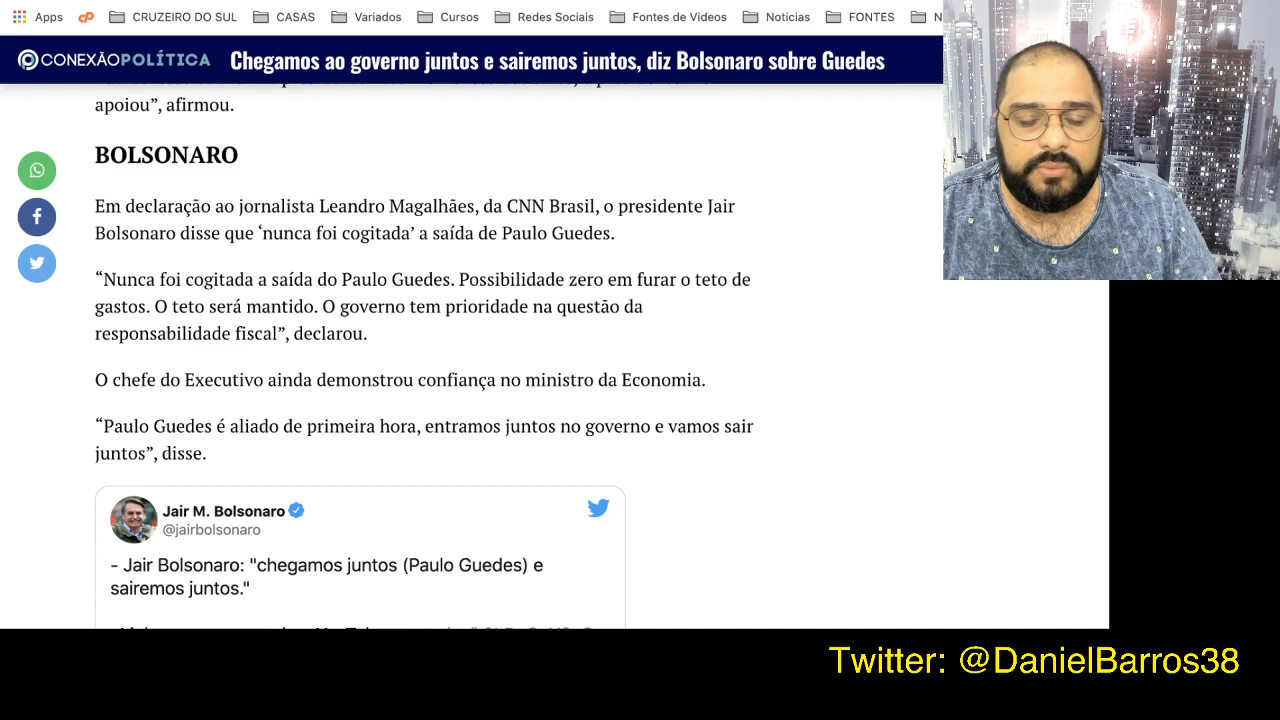 Apps CRUZEIRO DO SUL CASAS Variados Cursos Redes Sociais Fontes de Videos Noticias FONTES N
CONEXÃOPOLÍTICA Chegamos ao governo juntos e sairemos juntos, diz Bolsonaro sobre Guedes
apoiou”, afirmou.
BOLSONARO
Em declaração ao jornalista Leandro Magalhães, da CNN Brasil, o presidente Jair
Bolsonaro disse que ‘nunca foi cogitada’ a saída de Paulo Guedes.
“Nunca foi cogitada a saída do Paulo Guedes. Possibilidade zero em furar o teto de
gastos. O teto será mantido. O governo tem prioridade na questão da
responsabilidade fiscal”, declarou.
O chefe do Executivo ainda demonstrou confiança no ministro da Economia.
“Paulo Guedes é aliado de primeira hora, entramos juntos no governo e vamos sair
juntos”, disse.
Jair M. Bolsonaro
@jairbolsonaro
- Jair Bolsonaro: "chegamos juntos (Paulo Guedes) e
sairemos juntos."
Twitter: @DanielBarros38